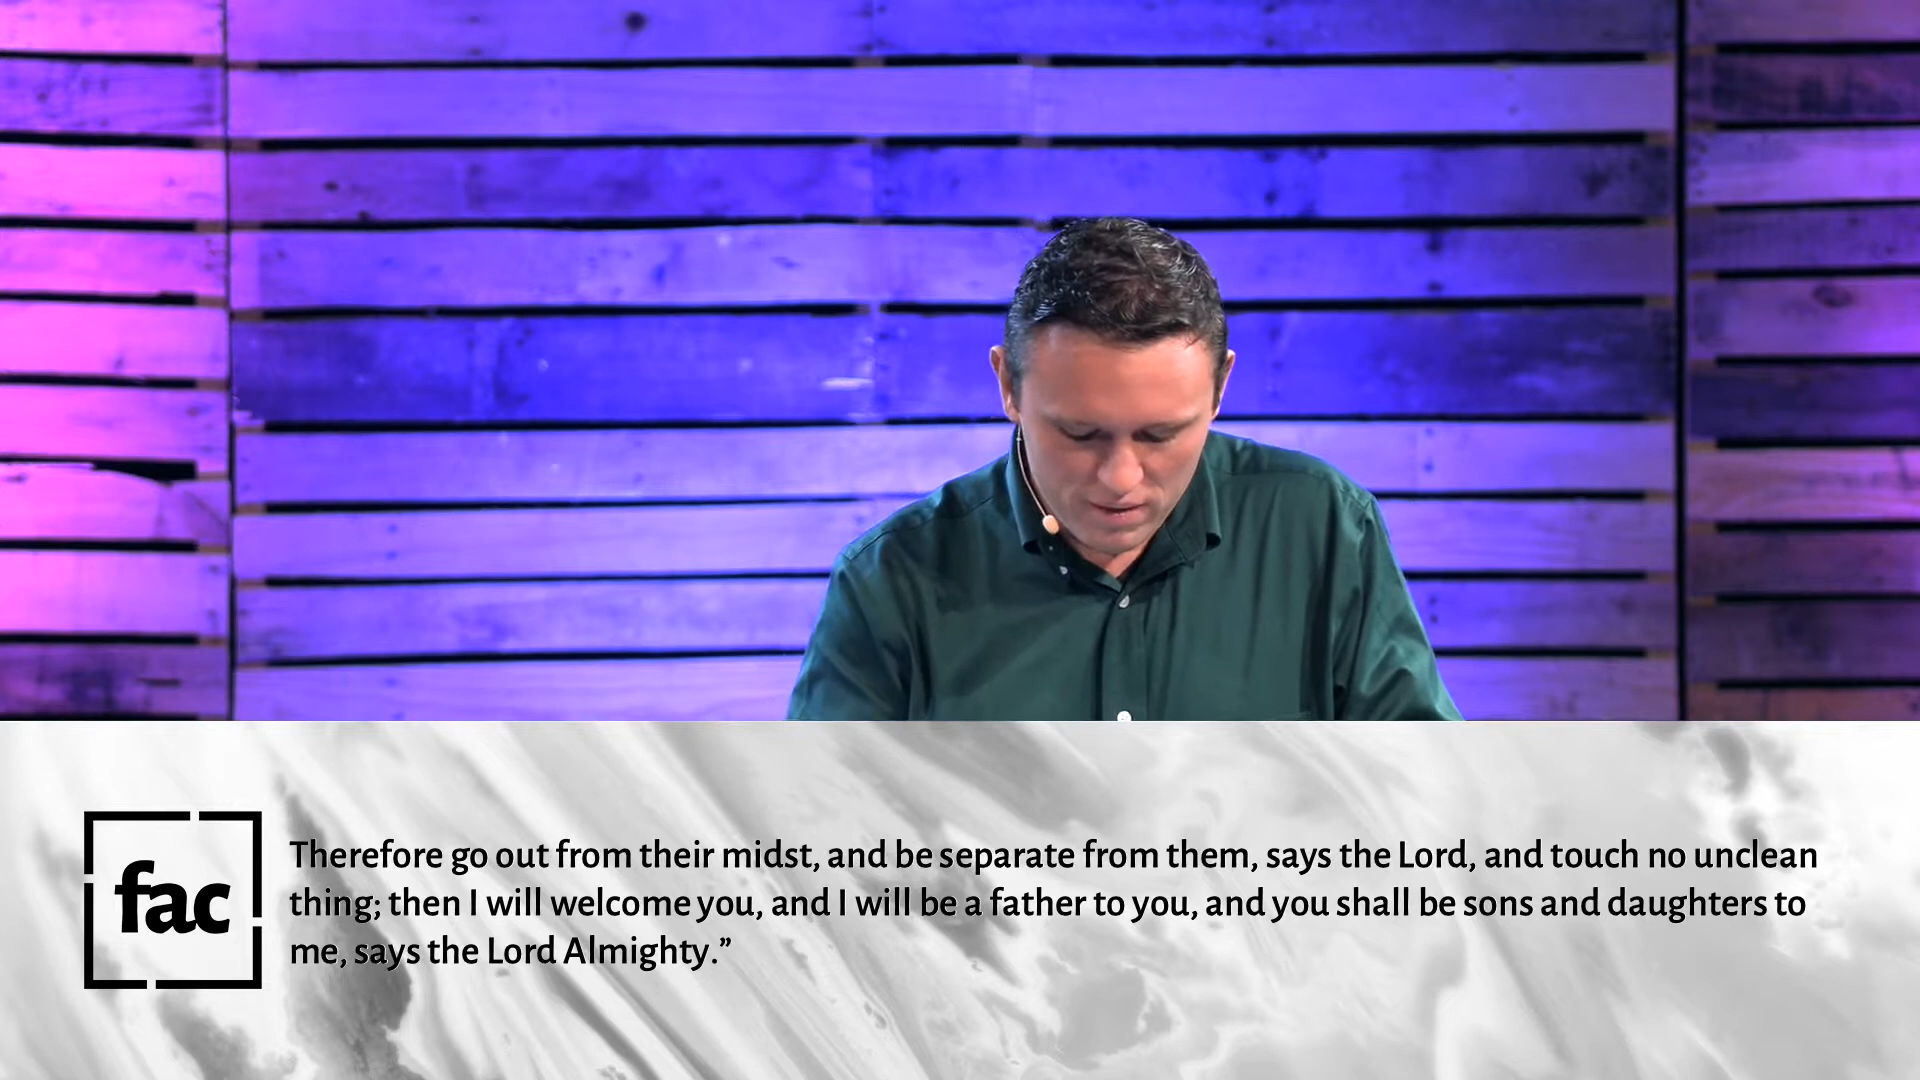 fac
Therefore go out from their midst, and be separate from them, says the Lord, and touch no unclean
thing; then I will welcome you, and I will be a father to you, and you shall be sons and daughters to
me, says the Lord Almighty.”